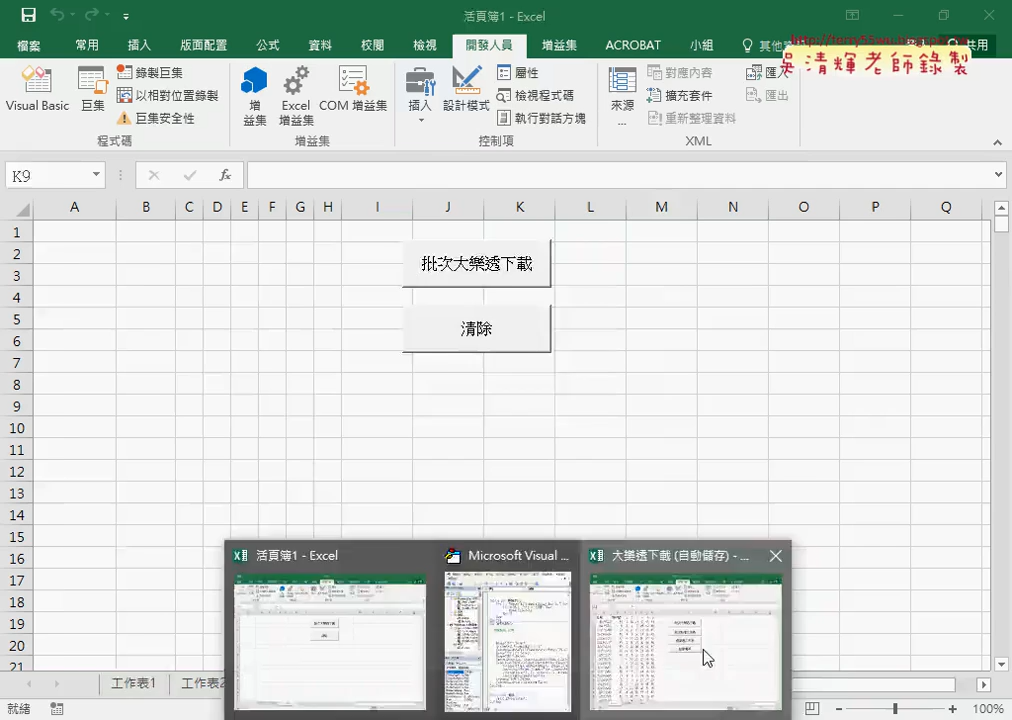 活頁簿1 - Excel
檔案 常用 插入 版面配置 公式 資料 校閱 檢視 開發人員 增益集 ACROBAT 小組 其他 共用
吳清輝老師錄製
Visual Basic 巨集 錄製巨集 以相對位置錄製 巨集安全性
增益集 Excel 增益集 COM 增益集
插入 設計模式 屬性 檢視程式碼 執行對話方塊
來源... 對應內容 擴充套件 重新整理資料 匯出
程式碼 增益集 控制項 XML
K9 fx
A B C D E F G H I J K L M N O P Q
1
2
3
4
5
6
7
8
9
10
11
12
13
14
15
16
17
18
19
20
21
批次大樂透下載
清除
活頁簿1 - Excel
Microsoft Visual ...
大樂透下載 (自動儲存) - ...
工作表1
就緒
100%